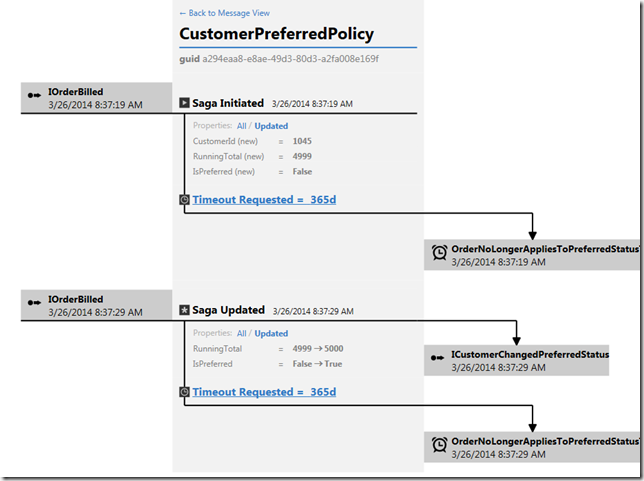 ← Back to Message View
CustomerPreferredPolicy
guid a294eaa8-e8ae-49d3-80d3-a2fa008e169f
IOrderBilled
3/26/2014 8:37:19 AM
Saga Initiated 3/26/2014 8:37:19 AM
Properties: All / Updated
CustomerId (new) = 1045
RunningTotal (new) = 4999
IsPreferred (new) = False
Timeout Requested = 365d
OrderNoLongerAppliesToPreferredStatus
3/26/2014 8:37:19 AM
IOrderBilled
3/26/2014 8:37:29 AM
Saga Updated 3/26/2014 8:37:29 AM
Properties: All / Updated
RunningTotal = 4999 → 5000
IsPreferred = False → True
ICustomerChangedPreferredStatus
3/26/2014 8:37:29 AM
Timeout Requested = 365d
OrderNoLongerAppliesToPreferredStatus
3/26/2014 8:37:29 AM